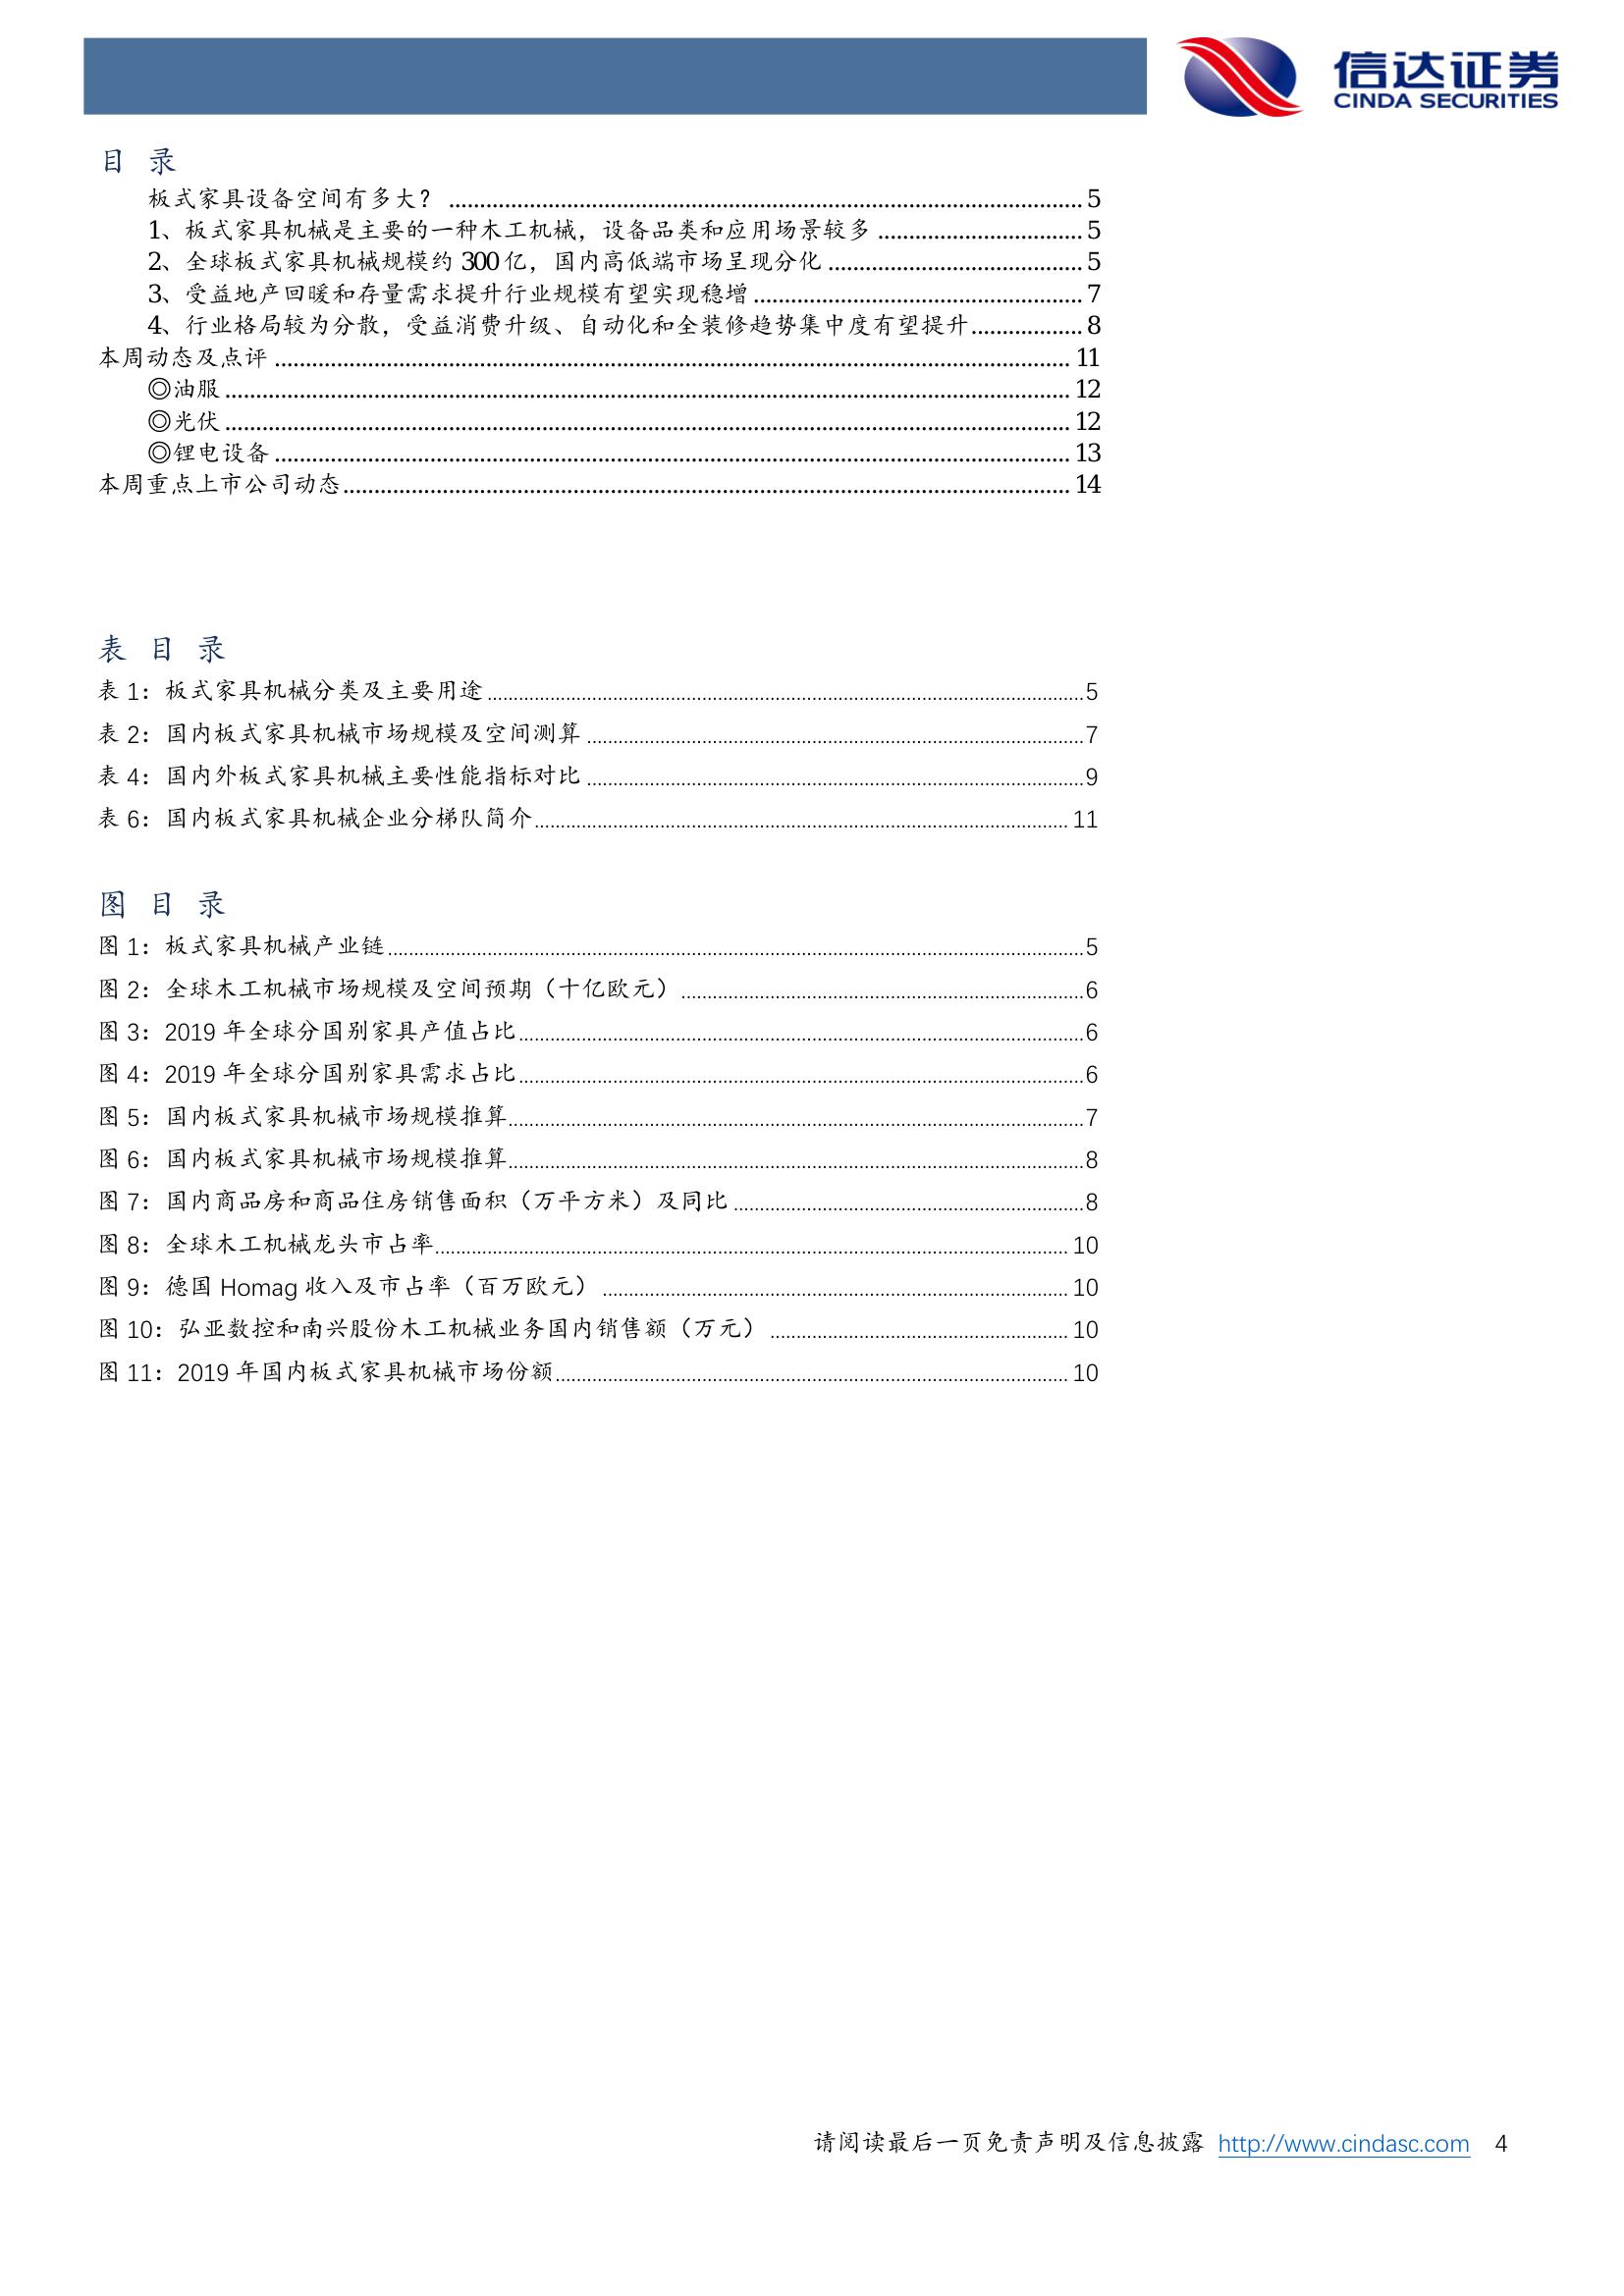 信达证券
CINDA SECURITIES
目 录
板式家具设备空间有多大? ........ 5
1、板式家具机械是主要的一种木工机械，设备品类和应用场景较多 ........ 5
2、全球板式家具机械规模约 300 亿，国内高低端市场呈现分化 ........ 5
3、受益地产回暖和存量需求提升行业规模有望实现稳增 ........ 7
4、行业格局较为分散，受益消费升级、自动化和全装修趋势集中度有望提升 ........ 8
本周动态及点评 ........ 11
◎油服 ........ 12
◎光伏 ........ 12
◎锂电设备 ........ 13
本周重点上市公司动态 ........ 14
表 目 录
表 1：板式家具机械分类及主要用途 ........ 5
表 2：国内板式家具机械市场规模及空间测算 ........ 7
表 4：国内外板式家具机械主要性能指标对比 ........ 9
表 6：国内板式家具机械企业分梯队简介 ........ 11
图 目 录
图 1：板式家具机械产业链 ........ 5
图 2：全球木工机械市场规模及空间预期（十亿欧元） ........ 6
图 3：2019 年全球分国别家具产值占比 ........ 6
图 4：2019 年全球分国别家具需求占比 ........ 6
图 5：国内板式家具机械市场规模推算 ........ 7
图 6：国内板式家具机械市场规模推算 ........ 8
图 7：国内商品房和商品住房销售面积（万平方米）及同比 ........ 8
图 8：全球木工机械龙头市占率 ........ 10
图 9：德国 Homag 收入及市占率（百万欧元） ........ 10
图 10：弘亚数控和南兴股份木工机械业务国内销售额（万元） ........ 10
图 11：2019 年国内板式家具机械市场份额 ........ 10
请阅读最后一页免责声明及信息披露 http://www.cindasc.com 4